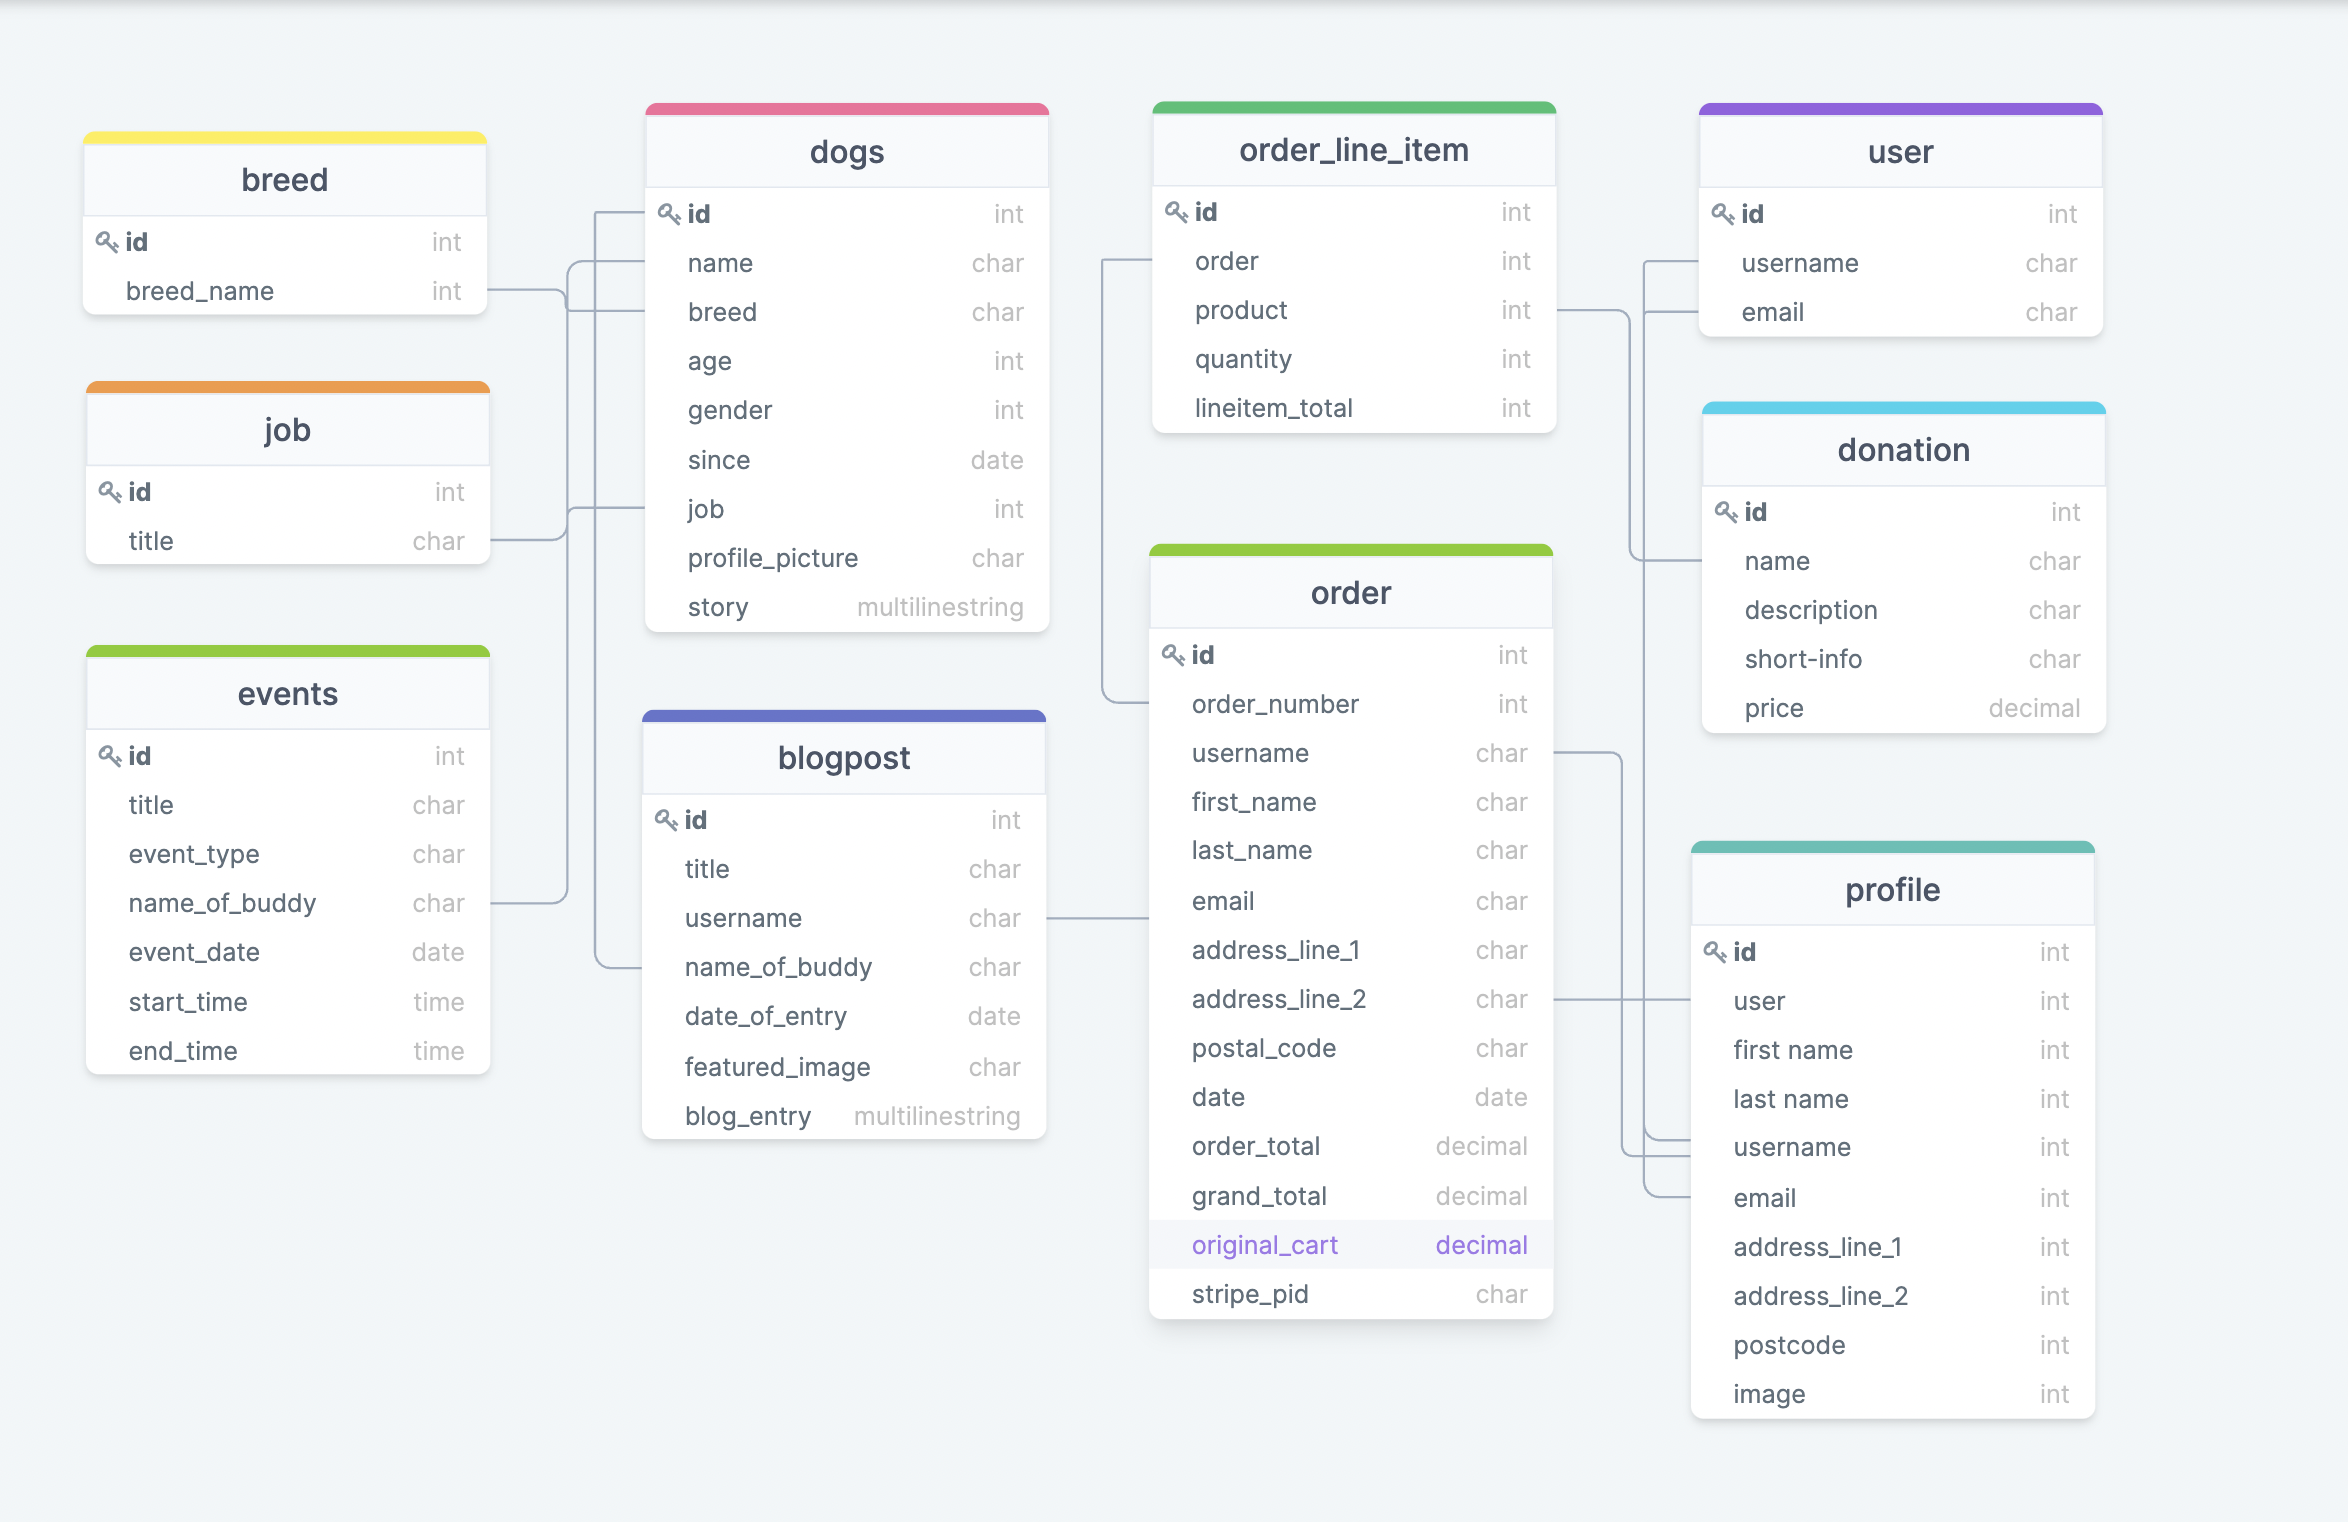 breed
id int
breed_name int
job
id int
title char
events
id int
title char
event_type char
name_of_buddy char
event_date date
start_time time
end_time time
dogs
id int
name char
breed char
age int
gender int
since date
job int
profile_picture char
story multilinestring
blogpost
id int
title char
username char
name_of_buddy char
date_of_entry date
featured_image char
blog_entry multilinestring
order_line_item
id int
order int
product int
quantity int
lineitem_total int
order
id int
order_number int
username char
first_name char
last_name char
email char
address_line_1 char
address_line_2 char
postal_code char
date date
order_total decimal
grand_total decimal
original_cart decimal
stripe_pid char
user
id int
username char
email char
donation
id int
name char
description char
short-info char
price decimal
profile
id int
user int
first name int
last name int
username int
email int
address_line_1 int
address_line_2 int
postcode int
image int